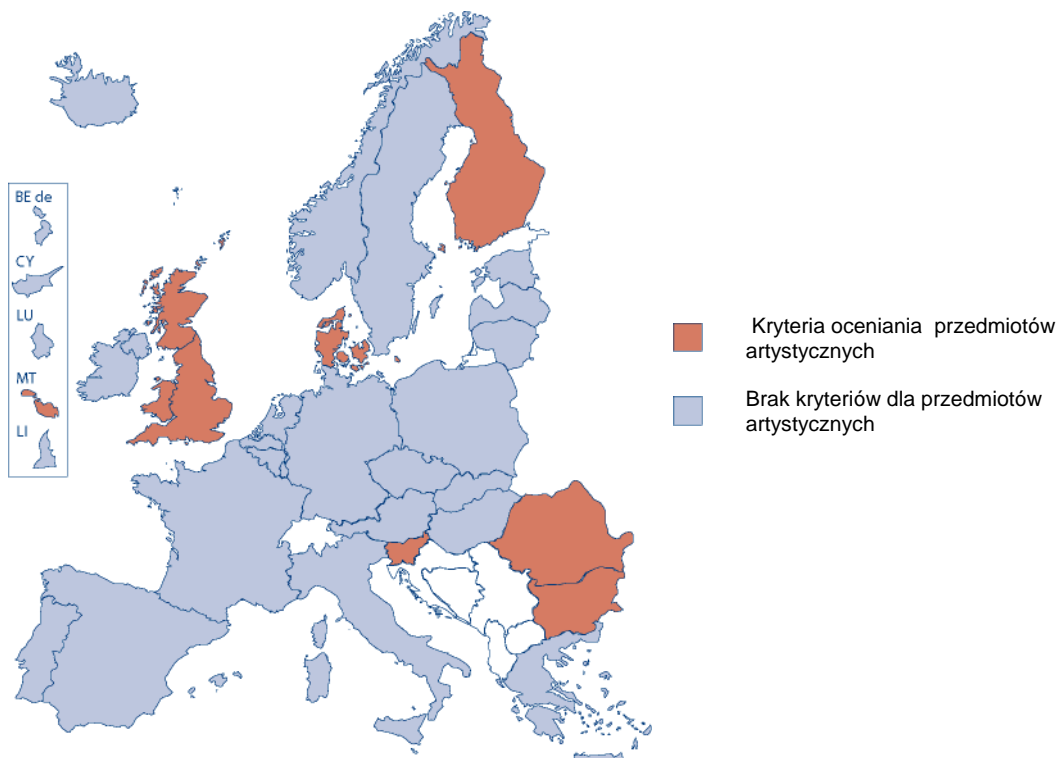 BE de
CY
LU
MT
LI
Kryteria oceniania przedmiotów
artystycznych
Brak kryteriów dla przedmiotów
artystycznych